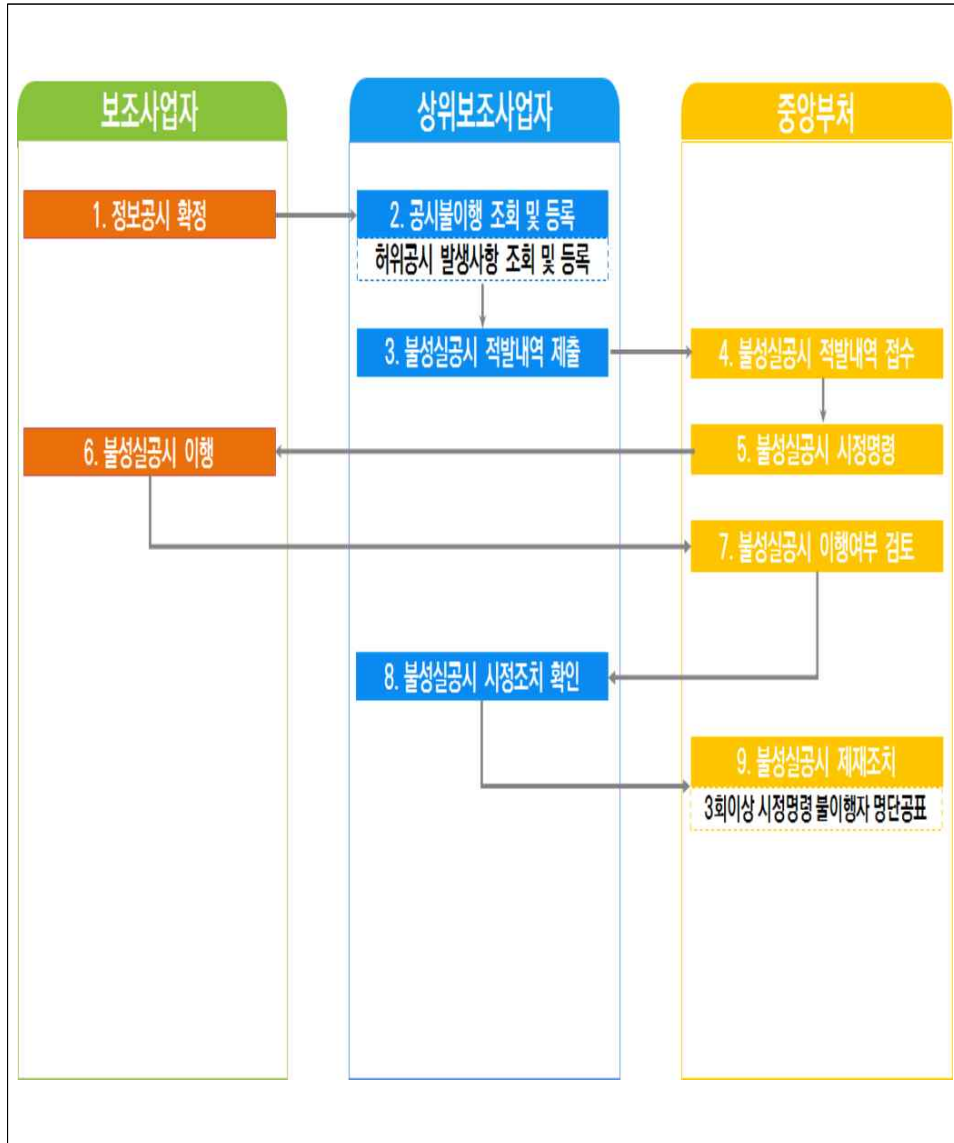 보조사업자
상위보조사업자
중앙부처
1. 정보공시 확정
2. 공시불이행 조회 및 등록
허위공시 발생사항 조회 및 등록
3. 불성실공시 적발내역 제출
4. 불성실공시 적발내역 접수
5. 불성실공시 시정명령
6. 불성실공시 이행
7. 불성실공시 이행여부 검토
8. 불성실공시 시정조치 확인
9. 불성실공시 제재조치
3회이상 시정명령 불이행자 명단공표